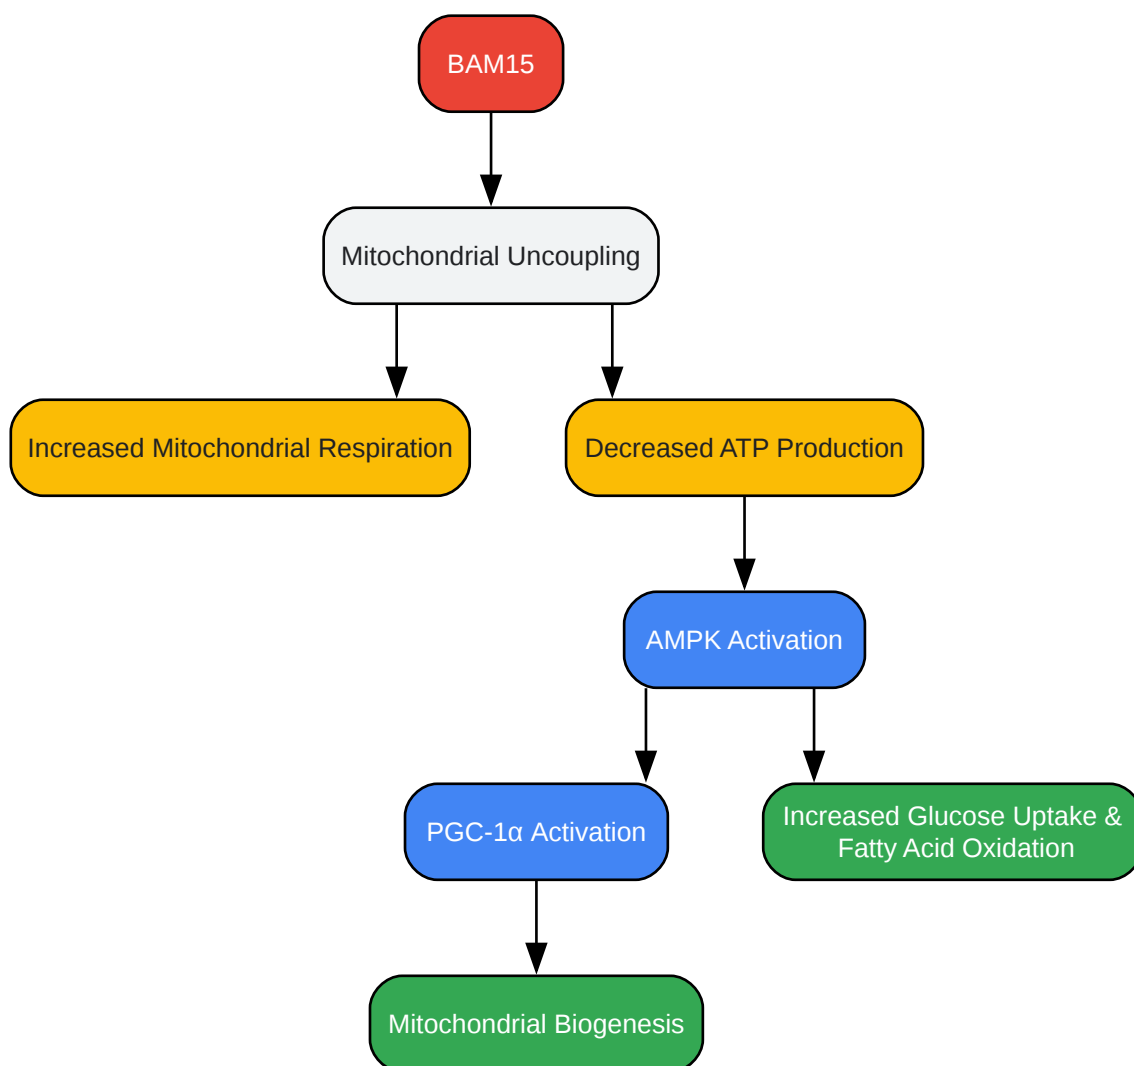 BAM15
Mitochondrial Uncoupling
Increased Mitochondrial Respiration
Decreased ATP Production
AMPK Activation
PGC-1α Activation
Increased Glucose Uptake &
Fatty Acid Oxidation
Mitochondrial Biogenesis